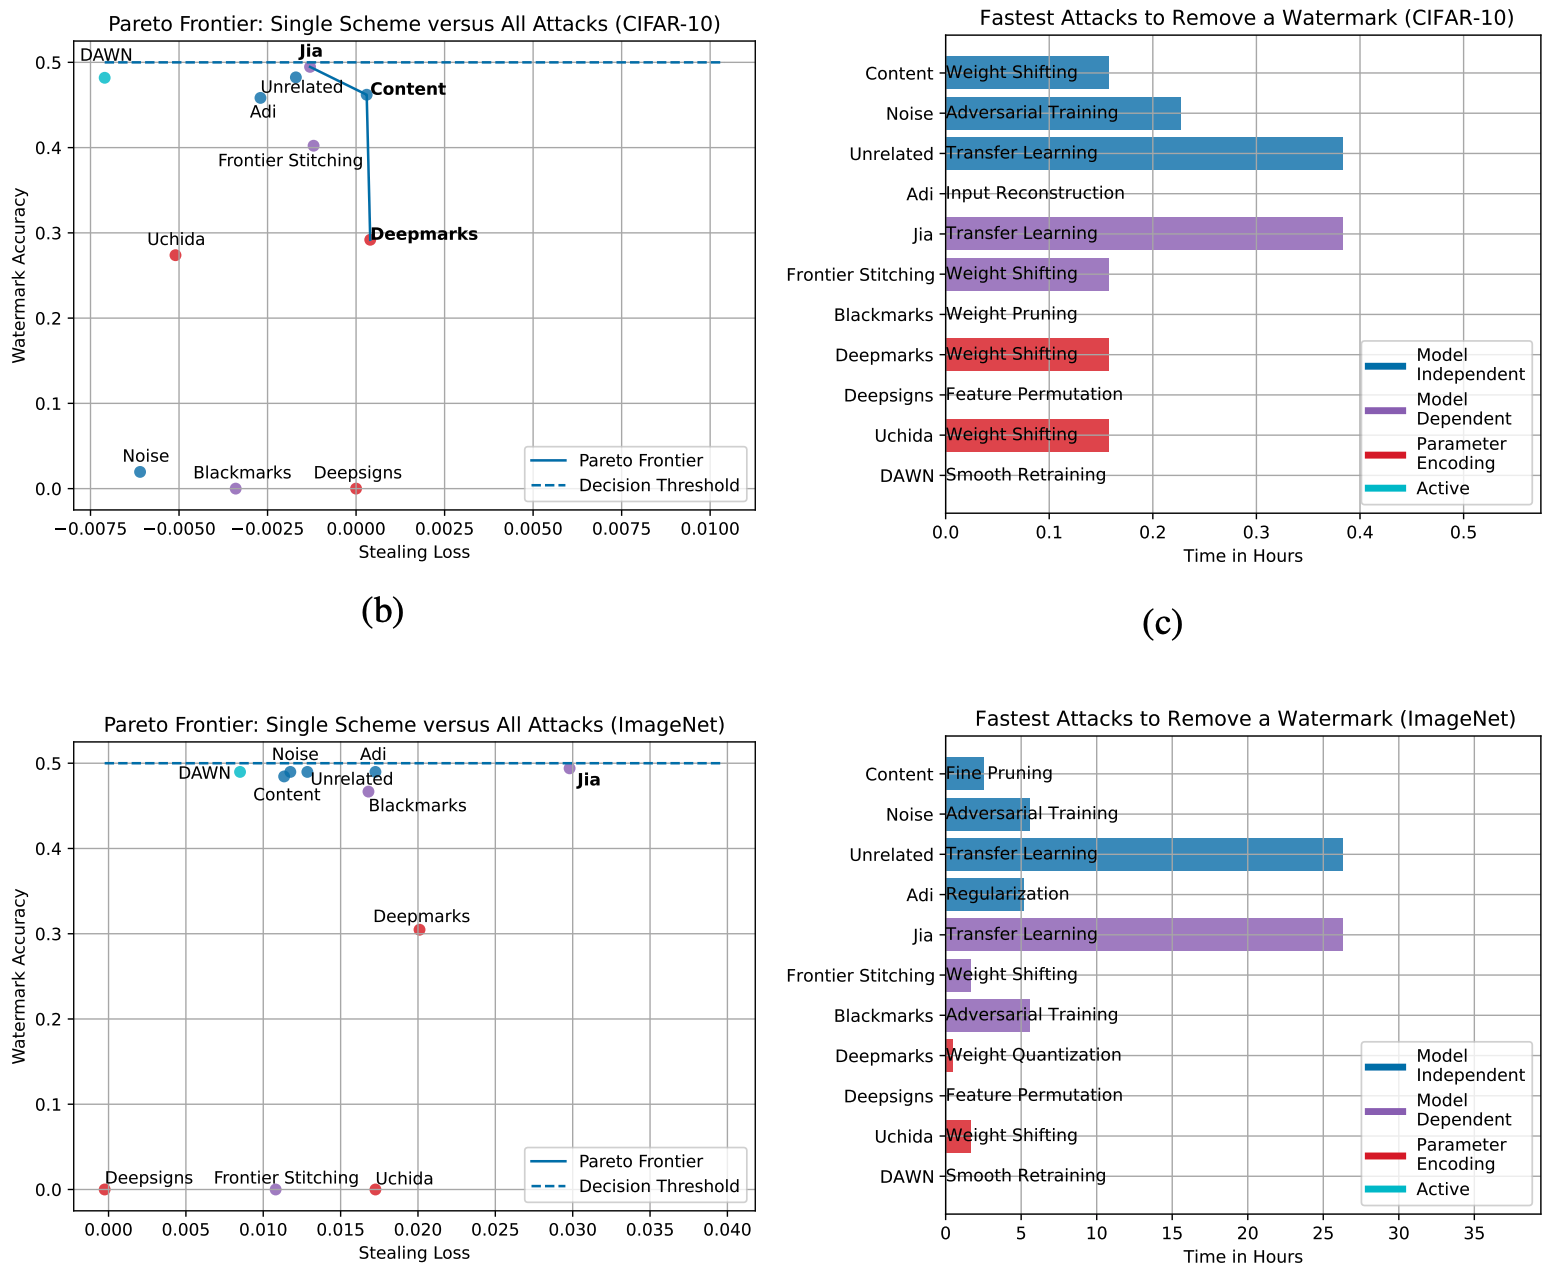 Pareto Frontier: Single Scheme versus All Attacks (CIFAR-10)
Watermark Accuracy
0.5
0.4
0.3
0.2
0.1
0.0
DAWN
Jia
Unrelated
Content
Adi
Frontier Stitching
Deepmarks
Uchida
Noise
Blackmarks
Deepsigns
Pareto Frontier
Decision Threshold
−0.0075 −0.0050 −0.0025 0.0000 0.0025 0.0050 0.0075 0.0100
Stealing Loss
(b)
Fastest Attacks to Remove a Watermark (CIFAR-10)
Content Weight Shifting
Noise Adversarial Training
Unrelated Transfer Learning
Adi Input Reconstruction
Jia Transfer Learning
Frontier Stitching Weight Shifting
Blackmarks Weight Pruning
Deepmarks Weight Shifting
Deepsigns Feature Permutation
Uchida Weight Shifting
DAWN Smooth Retraining
Model
Independent
Model
Dependent
Parameter
Encoding
Active
0.0 0.1 0.2 0.3 0.4 0.5
Time in Hours
(c)
Pareto Frontier: Single Scheme versus All Attacks (ImageNet)
Watermark Accuracy
0.5
0.4
0.3
0.2
0.1
0.0
Noise
Adi
DAWN
Unrelated
Jia
Content
Blackmarks
Deepmarks
Deepsigns
Frontier Stitching
Uchida
Pareto Frontier
Decision Threshold
0.000 0.005 0.010 0.015 0.020 0.025 0.030 0.035 0.040
Stealing Loss
Fastest Attacks to Remove a Watermark (ImageNet)
Content Fine Pruning
Noise Adversarial Training
Unrelated Transfer Learning
Adi Regularization
Jia Transfer Learning
Frontier Stitching Weight Shifting
Blackmarks Adversarial Training
Deepmarks Weight Quantization
Deepsigns Feature Permutation
Uchida Weight Shifting
DAWN Smooth Retraining
Model
Independent
Model
Dependent
Parameter
Encoding
Active
0 5 10 15 20 25 30 35
Time in Hours